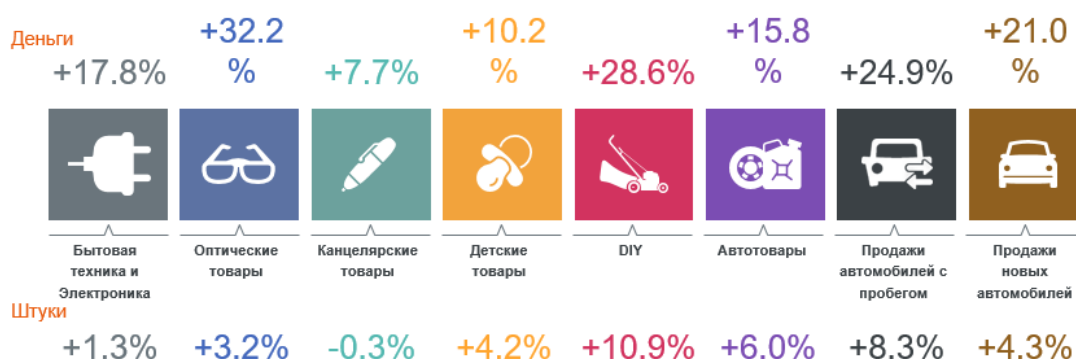 Деньги
+17.8%
+32.2
%
+7.7%
+10.2
%
+28.6%
+15.8
%
+24.9%
+21.0
%
Бытовая
техника и
Электроника
Оптические
товары
Канцелярские
товары
Детские
товары
DIY
Автотовары
Продажи
автомобилей с
пробегом
Продажи
новых
автомобилей
Штуки
+1.3%
+3.2%
-0.3%
+4.2%
+10.9%
+6.0%
+8.3%
+4.3%